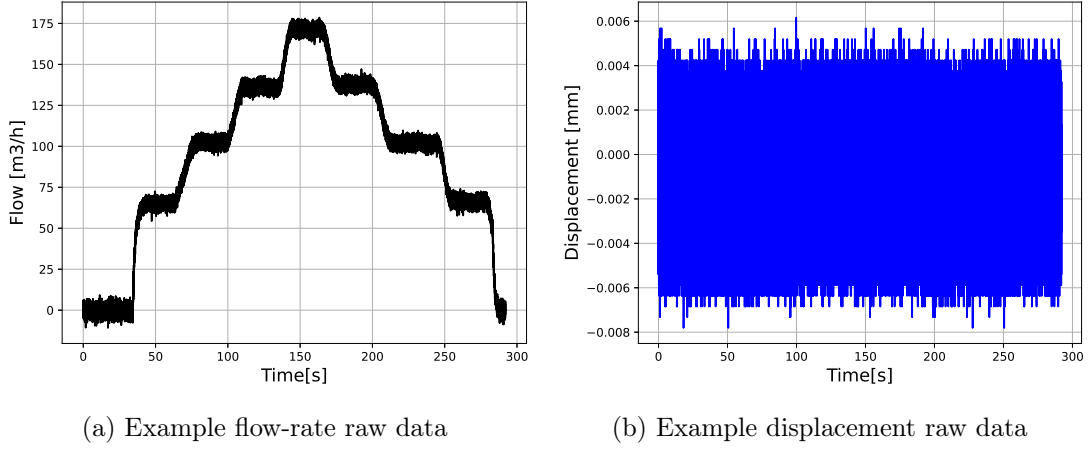 175
150
125
100
75
50
25
0
Flow [m3/h]
0 50 100 150 200 250 300
Time[s]
(a) Example flow-rate raw data
0.006
0.004
0.002
0.000
−0.002
−0.004
−0.006
−0.008
Displacement [mm]
0 50 100 150 200 250 300
Time[s]
(b) Example displacement raw data